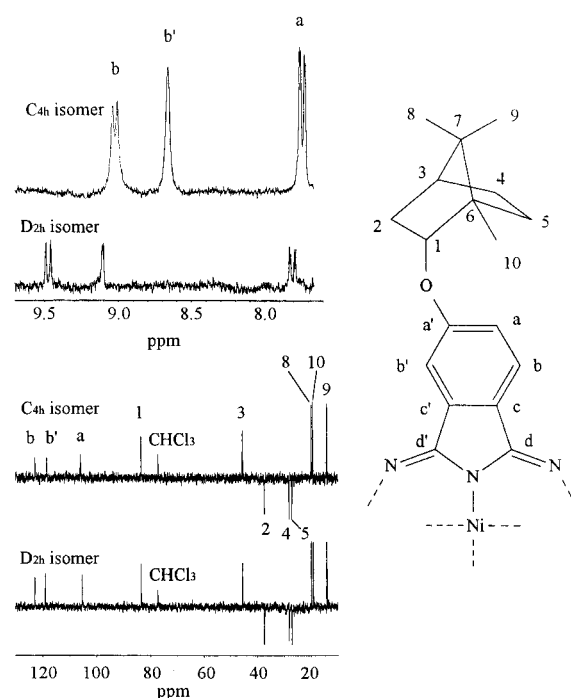 a
b'
b
C4h isomer
D2h isomer
9.5 9.0 8.5 8.0
ppm
8 10
9
C4h isomer
1
3
b b' a
CHCl3
2 4 5
D2h isomer
CHCl3
120 100 80 60 40 20
ppm
8 7 9
3 4
6
2 5
1
10
O
a' a
b' b
c' c
d' d
N N N
Ni